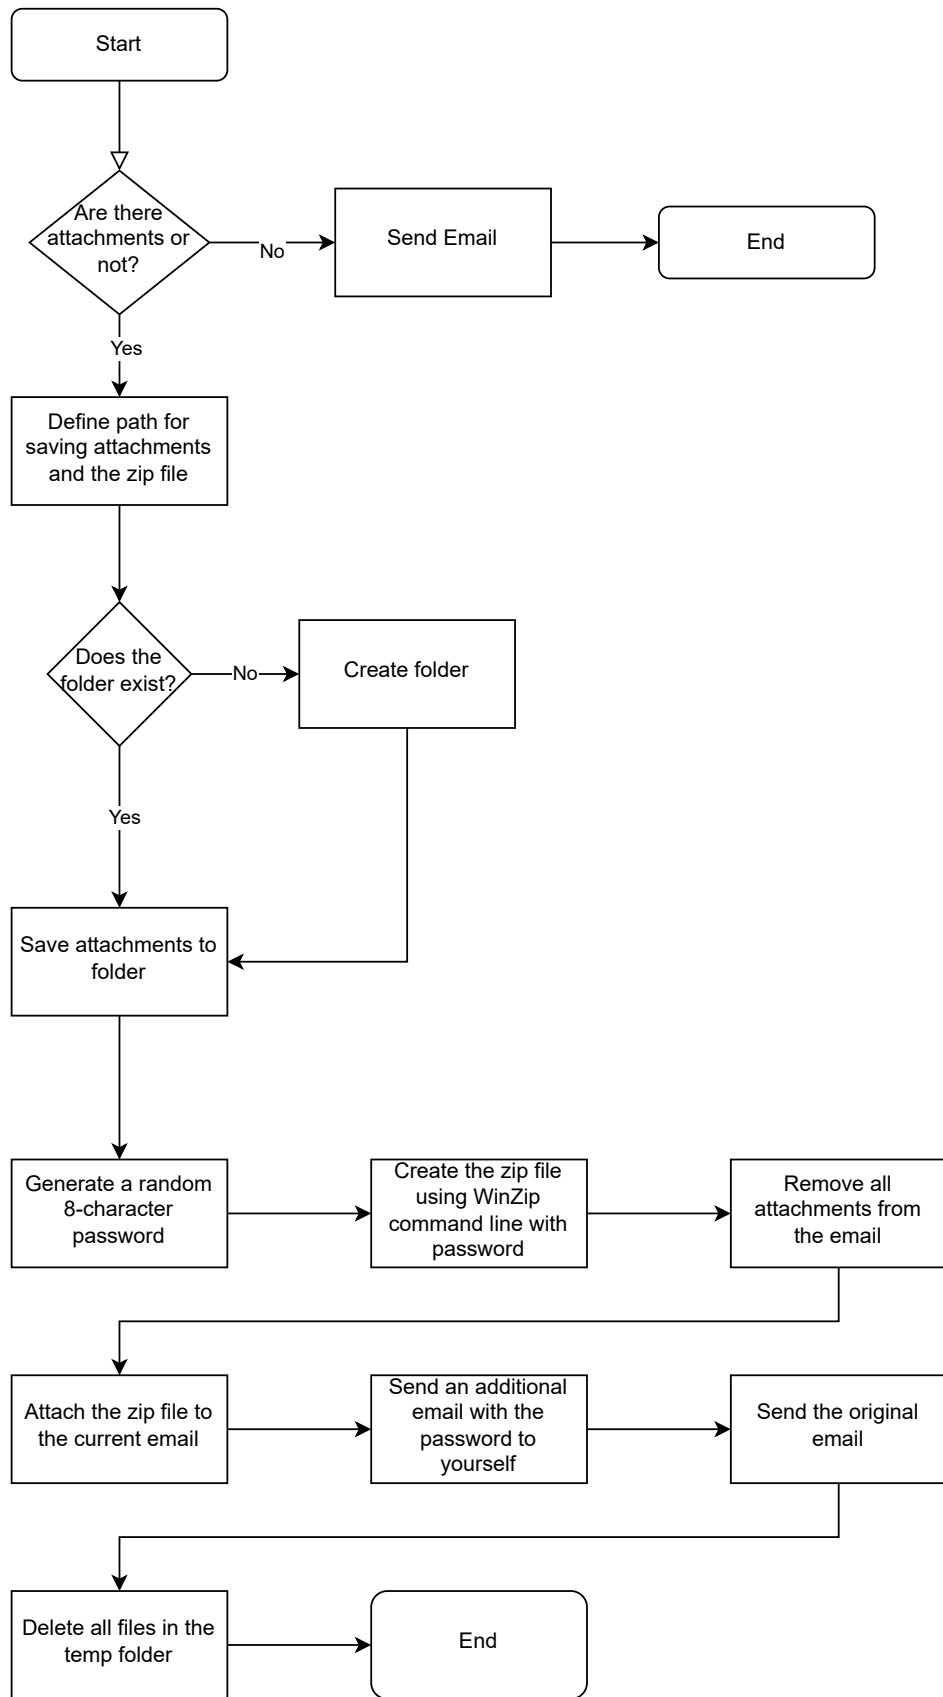 Start
Are there
attachments or
not?
No
Send Email
End
Yes
Define path for
saving attachments
and the zip file
Does the
folder exist?
No
Create folder
Yes
Save attachments to
folder
Generate a random
8-character
password
Create the zip file
using WinZip
command line with
password
Remove all
attachments from
the email
Attach the zip file to
the current email
Send an additional
email with the
password to
yourself
Send the original
email
Delete all files in the
temp folder
End